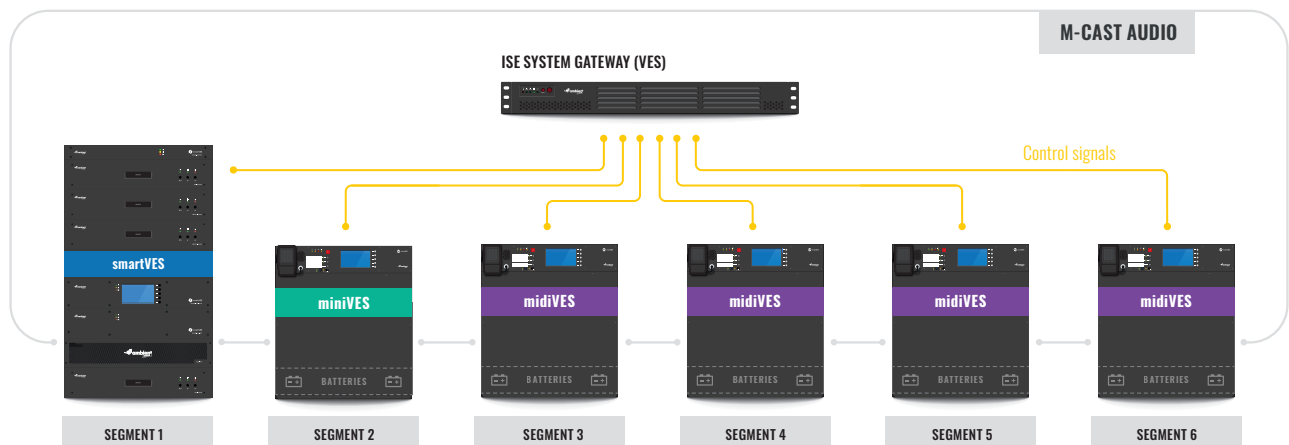 M-CAST AUDIO
ISE SYSTEM GATEWAY (VES)
Control signals
smartVES
miniVES
midiVES
midiVES
midiVES
midiVES
ambient
BATTERIES
BATTERIES
BATTERIES
BATTERIES
BATTERIES
SEGMENT 1
SEGMENT 2
SEGMENT 3
SEGMENT 4
SEGMENT 5
SEGMENT 6